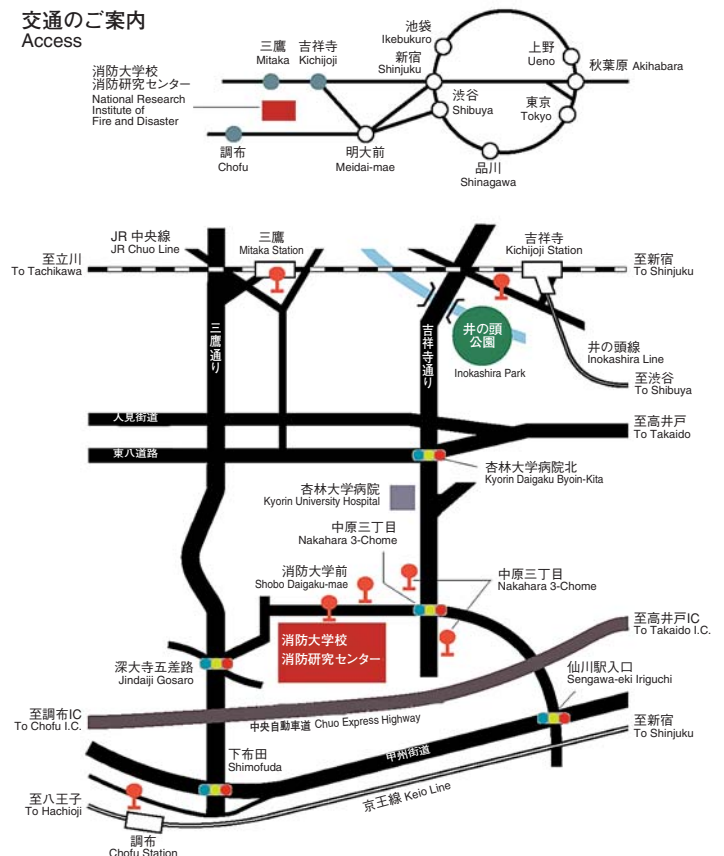 交通のご案内
Access
池袋
Ikebukuro
三鷹
Mitaka
吉祥寺
Kichijoji
新宿
Shinjuku
上野
Ueno
秋葉原 Akihabara
消防大学校
消防研究センター
National Research
Institute of
Fire and Disaster
渋谷
Shibuya
東京
Tokyo
調布
Chofu
明大前
Meidai-mae
品川
Shinagawa
JR 中央線
JR Chuo Line
三鷹
Mitaka Station
吉祥寺
Kichijoji Station
至立川
To Tachikawa
至新宿
To Shinjuku
三鷹通り
吉祥寺通り
井の頭
公園
Inokashira Park
井の頭線
Inokashira Line
至渋谷
To Shibuya
人見街道
至高井戸
To Takaido
東八道路
杏林大学病院北
Kyorin Daigaku Byoin-Kita
杏林大学病院
Kyorin University Hospital
中原三丁目
Nakahara 3-Chome
消防大学前
Shobo Daigaku-mae
中原三丁目
Nakahara 3-Chome
消防大学校
消防研究センター
至高井戸IC
To Takaido I.C.
深大寺五差路
Jindaiji Gosaro
仙川駅入口
Sengawa-eki Iriguchi
至調布IC
To Chofu I.C.
中央自動車道 Chuo Express Highway
至新宿
To Shinjuku
下布田
Shimofuda
甲州街道
至八王子
To Hachioji
京王線 Keio Line
調布
Chofu Station